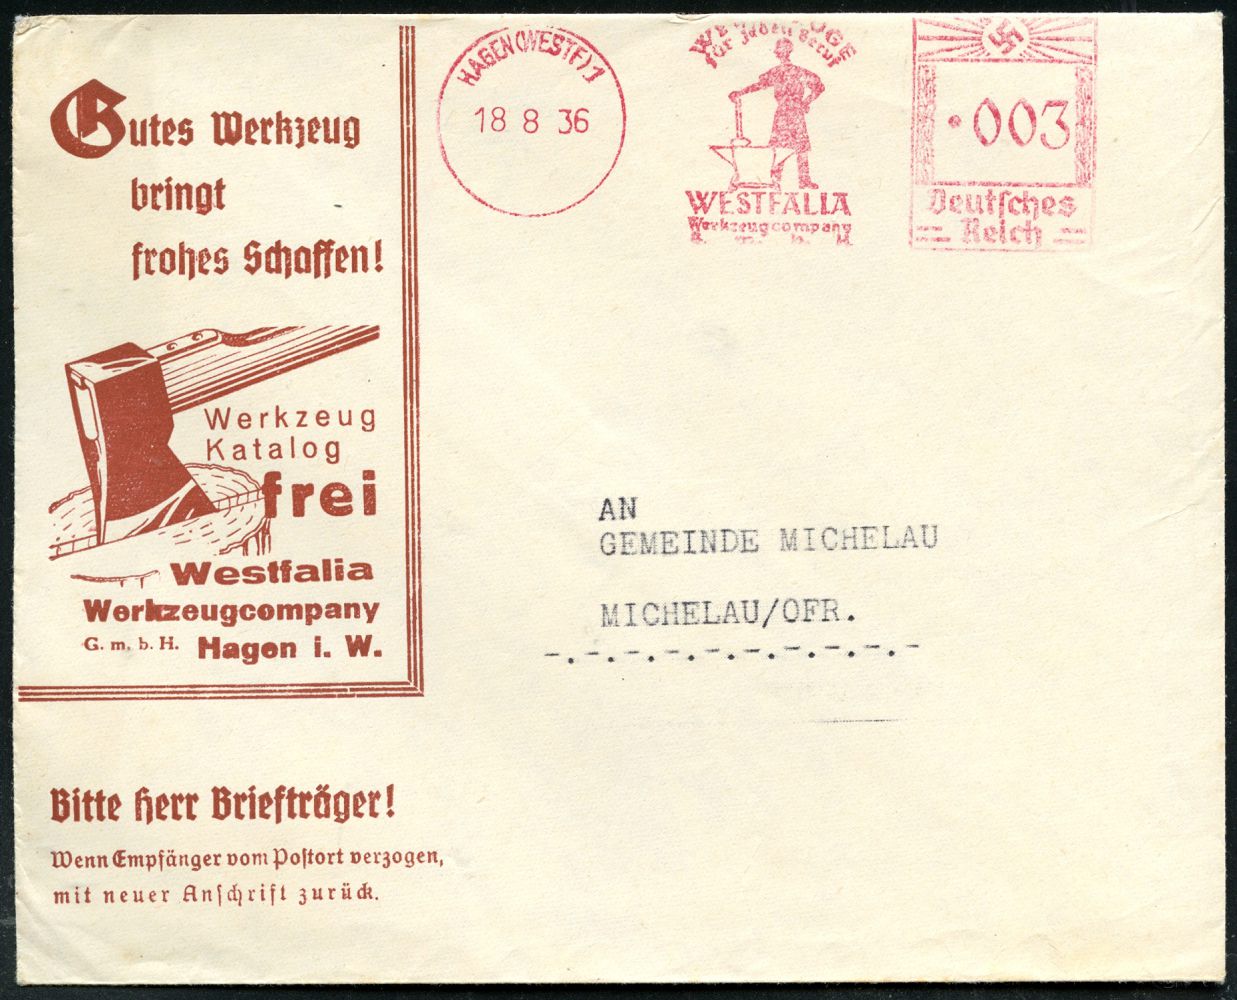 Gutes Werkzeug
bringt
frohes Schaffen!
Werkzeug
Katalog
frei
Westfalia
Werkzeugcompany
G. m. b. H. Hagen i. W.
HAGEN (WESTF) 1
18 8 36
für jeden Beruf
WESTFALIA
Werkzeugcompany
003
Deutsches
Reich
AN
GEMEINDE MICHELAU
MICHELAU/OFR.
-.-.-.-.-.-.-.-.-.-.-.-
Bitte Herr Briefträger!
Wenn Empfänger vom Postort verzogen,
mit neuer Anschrift zurück.